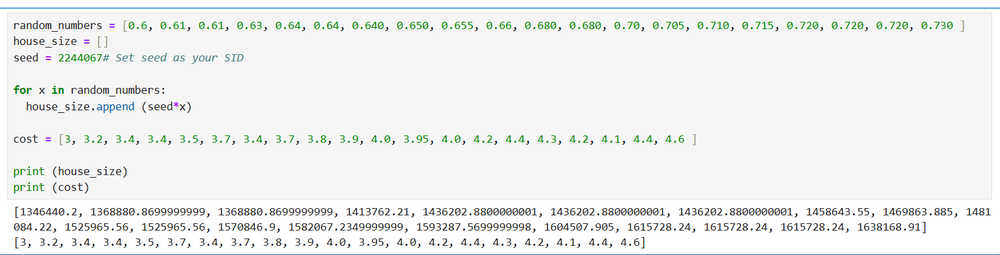 random_numbers = [0.6, 0.61, 0.61, 0.63, 0.64, 0.64, 0.640, 0.650, 0.655, 0.66, 0.680, 0.680, 0.70, 0.705, 0.710, 0.715, 0.720, 0.720, 0.720, 0.730 ]
house_size = []
seed = 2244067# Set seed as your SID
for x in random_numbers:
  house_size.append (seed*x)
cost = [3, 3.2, 3.4, 3.4, 3.5, 3.7, 3.4, 3.7, 3.8, 3.9, 4.0, 3.95, 4.0, 4.2, 4.4, 4.3, 4.2, 4.1, 4.4, 4.6 ]
print (house_size)
print (cost)
[1346440.2, 1368880.8699999999, 1368880.8699999999, 1413762.21, 1436202.8800000001, 1436202.8800000001, 1436202.8800000001, 1458643.55, 1469863.885, 1481
084.22, 1525965.56, 1525965.56, 1570846.9, 1582067.2349999999, 1593287.5699999998, 1604507.905, 1615728.24, 1615728.24, 1615728.24, 1638168.91]
[3, 3.2, 3.4, 3.4, 3.5, 3.7, 3.4, 3.7, 3.8, 3.9, 4.0, 3.95, 4.0, 4.2, 4.4, 4.3, 4.2, 4.1, 4.4, 4.6]